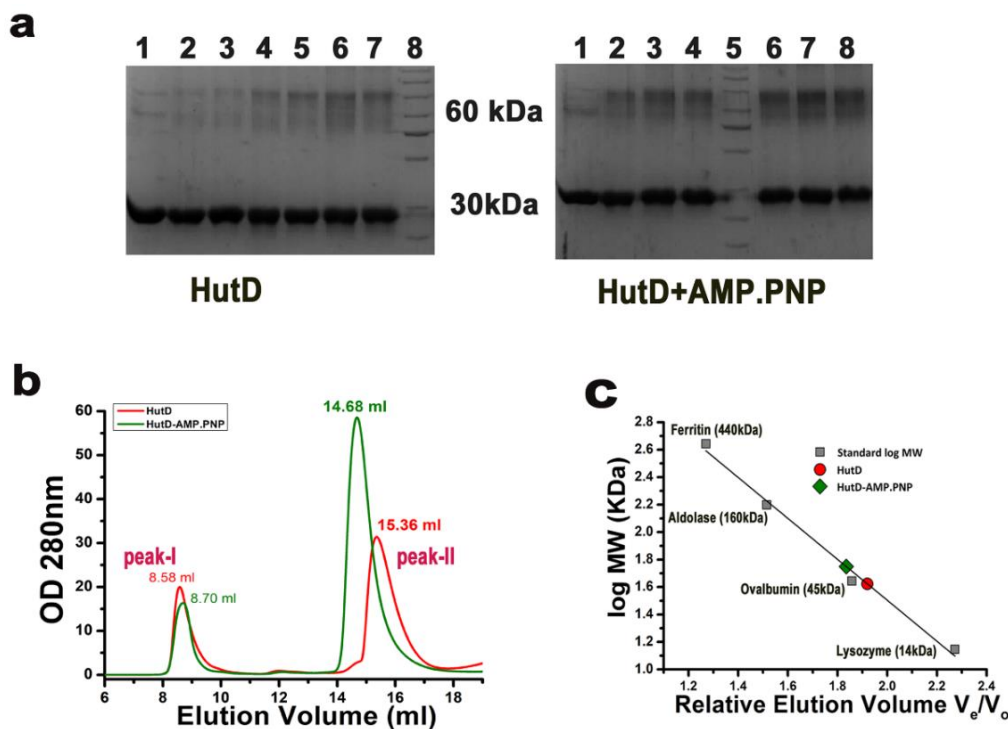 a
1 2 3 4 5 6 7 8
1 2 3 4 5 6 7 8
60 kDa
30kDa
HutD
HutD+AMP.PNP
b
HutD
HutD-AMP.PNP
14.68 ml
15.36 ml
peak-I
peak-II
8.58 ml
8.70 ml
OD 280nm
60
50
40
30
20
10
0
6 8 10 12 14 16 18
Elution Volume (ml)
c
Ferritin (440kDa)
Standard log MW
HutD
HutD-AMP.PNP
Aldolase (160kDa)
Ovalbumin (45kDa)
Lysozyme (14kDa)
log MW (KDa)
2.8
2.6
2.4
2.2
2.0
1.8
1.6
1.4
1.2
1.0
1.2 1.4 1.6 1.8 2.0 2.2 2.4
Relative Elution Volume Ve/Vo